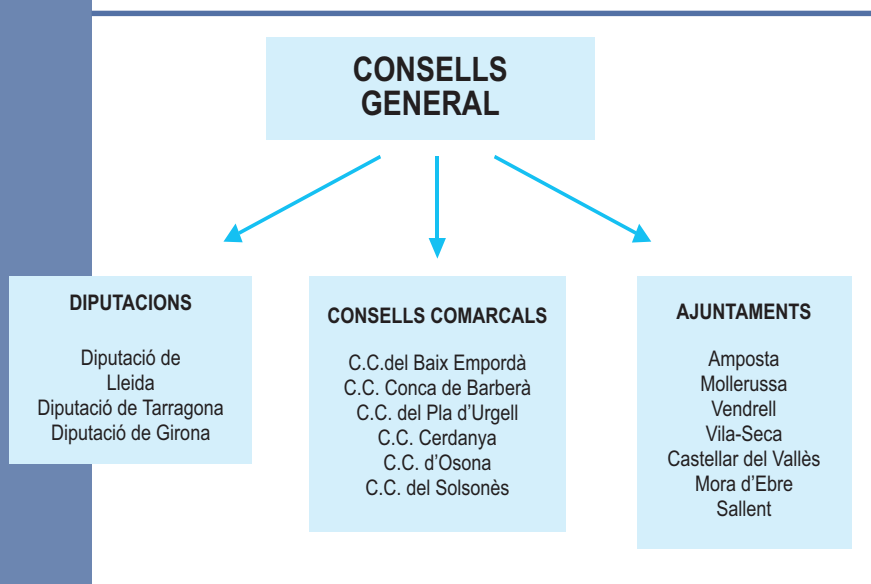 CONSELLS
GENERAL
DIPUTACIONS
Diputació de
Lleida
Diputació de Tarragona
Diputació de Girona
CONSELLS COMARCALS
C.C.del Baix Empordà
C.C. Conca de Barberà
C.C. del Pla d’Urgell
C.C. Cerdanya
C.C. d’Osona
C.C. del Solsonès
AJUNTAMENTS
Amposta
Mollerussa
Vendrell
Vila-Seca
Castellar del Vallès
Mora d’Ebre
Sallent